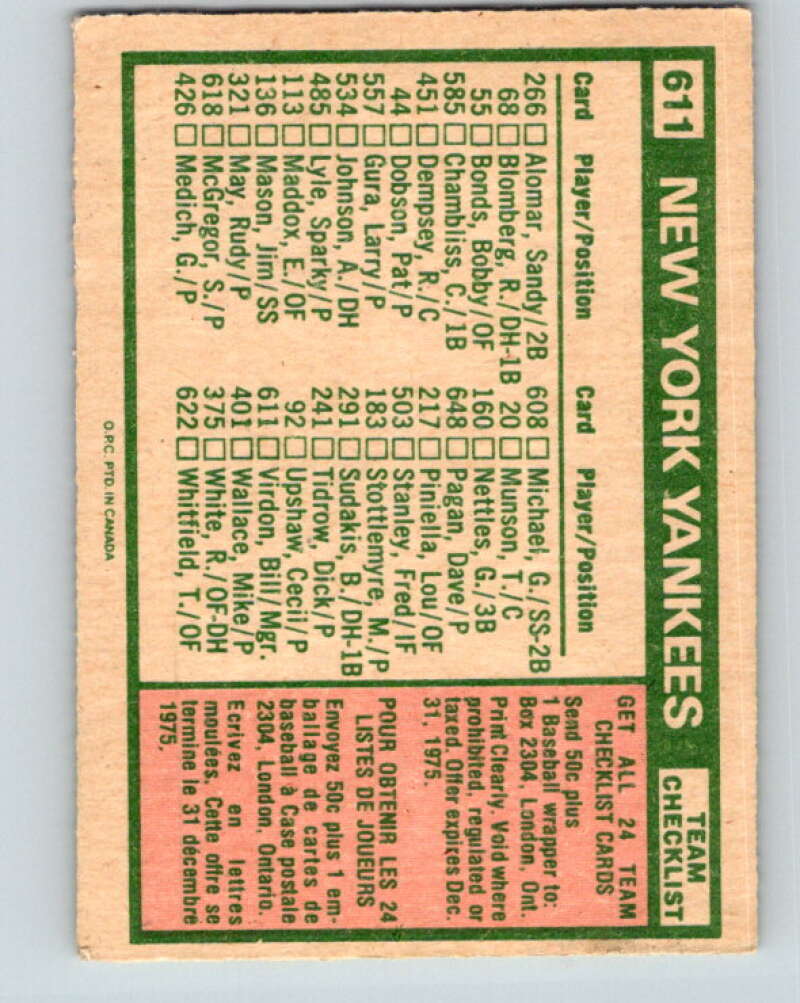 611 NEW YORK YANKEES TEAM CHECKLIST
Card Player/Position
266 Alomar, Sandy/2B
68 Blomberg, R./DH-1B
55 Bonds, Bobby/OF
585 Chambliss, C./1B
451 Dempsey, R./C
44 Dobson, Pat/P
557 Gura, Larry/P
534 Johnson, A./DH
485 Lyle, Sparky/P
113 Maddox, E./OF
136 Mason, Jim/SS
321 May, Rudy/P
618 McGregor, S./P
426 Medich, G./P
Card Player/Position
608 Michael, G./SS-2B
20 Munson, T./C
160 Nettles, G./3B
648 Pagan, Dave/P
217 Piniella, Lou/OF
503 Stanley, Fred/IF
183 Stottlemyre, M./P
291 Sudakis, B./DH-1B
241 Tidrow, Dick/P
92 Upshaw, Cecil/P
611 Virdon, Bill/Mgr.
401 Wallace, Mike/P
375 White, R./OF-DH
622 Whitfield, T./OF
GET ALL 24 TEAM
CHECKLIST CARDS
Send 50c plus
1 Baseball wrapper to:
Box 2304, London, Ont.
Print Clearly. Void where
prohibited, regulated or
taxed. Offer expires Dec.
31, 1975.
POUR OBTENIR LES 24
LISTES DE JOUEURS
Envoyez 50c plus 1 em-
ballage de cartes de
baseball à Case postale
2304, London, Ontario.
Ecrivez en lettres
moulées. Cette offre se
termine le 31 décembre
1975.
O.P.C. PTD. IN CANADA